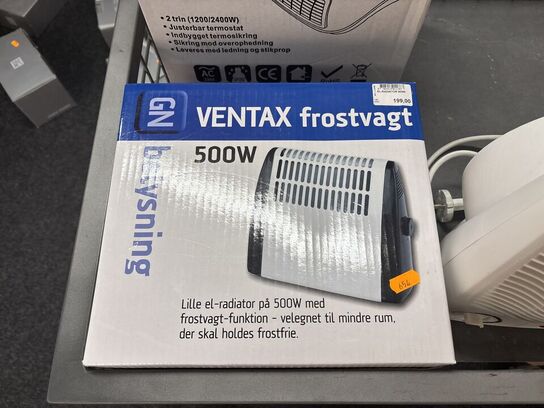 • 2 trin (1200/2400W)
• Justerbar termostat
• Indbygget termosikring
• Sikring mod overophedning
• Leveres med ledning og stikprop
GN
belysning
VENTAX frostvagt
199,00
500W
654
Lille el-radiator på 500W med
frostvagt-funktion - velegnet til mindre rum,
der skal holdes frostfrie.